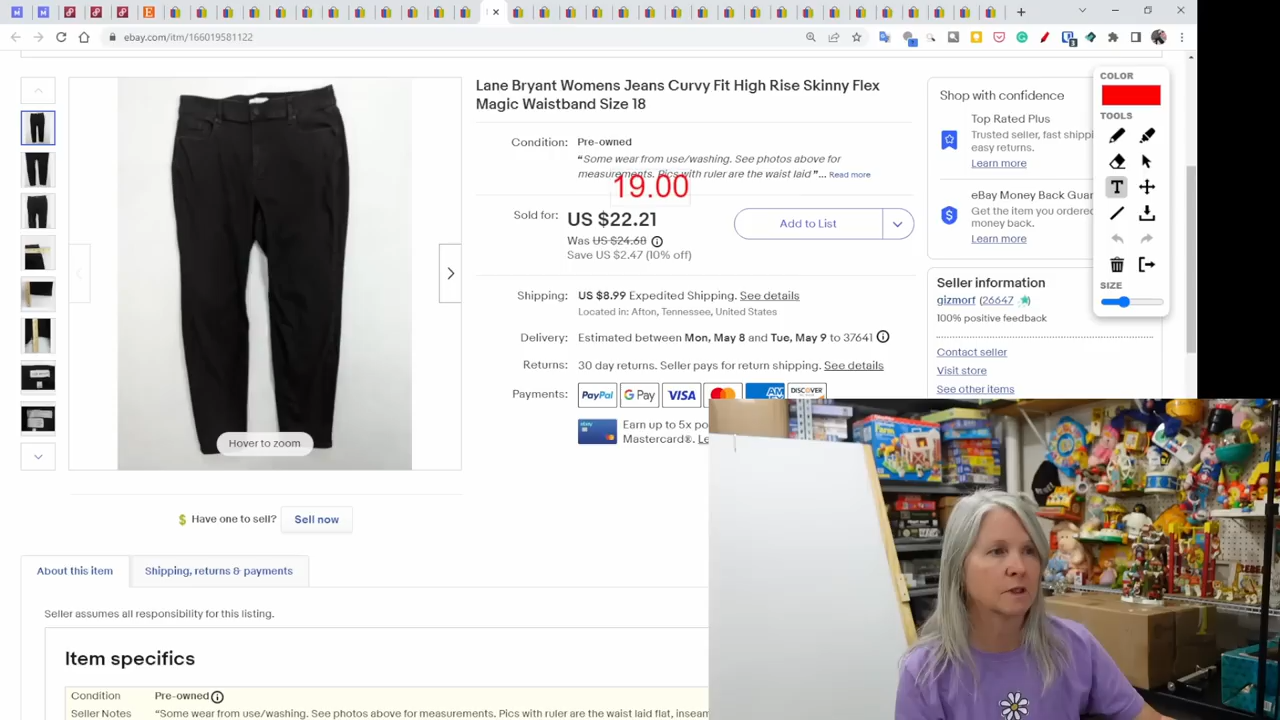 ebay.com/itm/166019581122
Lane Bryant Womens Jeans Curvy Fit High Rise Skinny Flex
Magic Waistband Size 18
Condition: Pre-owned
“Some wear from use/washing. See photos above for
measurements. Pics with ruler are the waist laid ” ... Read more
19.00
Sold for: US $22.21
Was US $24.68
Save US $2.47 (10% off)
Add to List
Shipping: US $8.99 Expedited Shipping. See details
Located in: Afton, Tennessee, United States
Delivery: Estimated between Mon, May 8 and Tue, May 9 to 37641
Returns: 30 day returns. Seller pays for return shipping. See details
Payments: PayPal G Pay VISA AM DISCOVER
ebay Earn up to 5x po
Mastercard®.
Hover to zoom
Have one to sell? Sell now
Shop with confidence
Top Rated Plus
Trusted seller, fast shippi
easy returns.
Learn more
eBay Money Back Guar
Get the item you ordered
money back.
Learn more
Seller information
gizmorf (26647)
100% positive feedback
Contact seller
Visit store
See other items
COLOR
TOOLS
T
SIZE
About this item
Shipping, returns & payments
Seller assumes all responsibility for this listing.
Item specifics
Condition Pre-owned
Seller Notes “Some wear from use/washing. See photos above for measurements. Pics with ruler are the waist laid flat, inseam
Farm